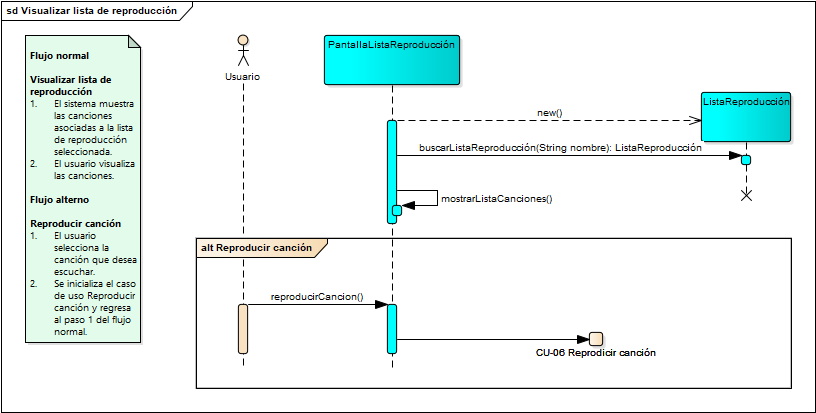 sd Visualizar lista de reproducción
Flujo normal
Visualizar lista de
reproducción
1. El sistema muestra
las canciones
asociadas a la lista
de reproducción
seleccionada.
2. El usuario visualiza
las canciones.
Flujo alterno
Reproducir canción
1. El usuario
selecciona la
canción que desea
escuchar.
2. Se inicializa el caso
de uso Reproducir
canción y regresa
al paso 1 del flujo
normal.
Usuario
PantallaListaReproducción
new()
ListaReproducción
buscarListaReproducción(String nombre): ListaReproducción
mostrarListaCanciones()
alt Reproducir canción
reproducirCancion()
CU-06 Reprodicir canción